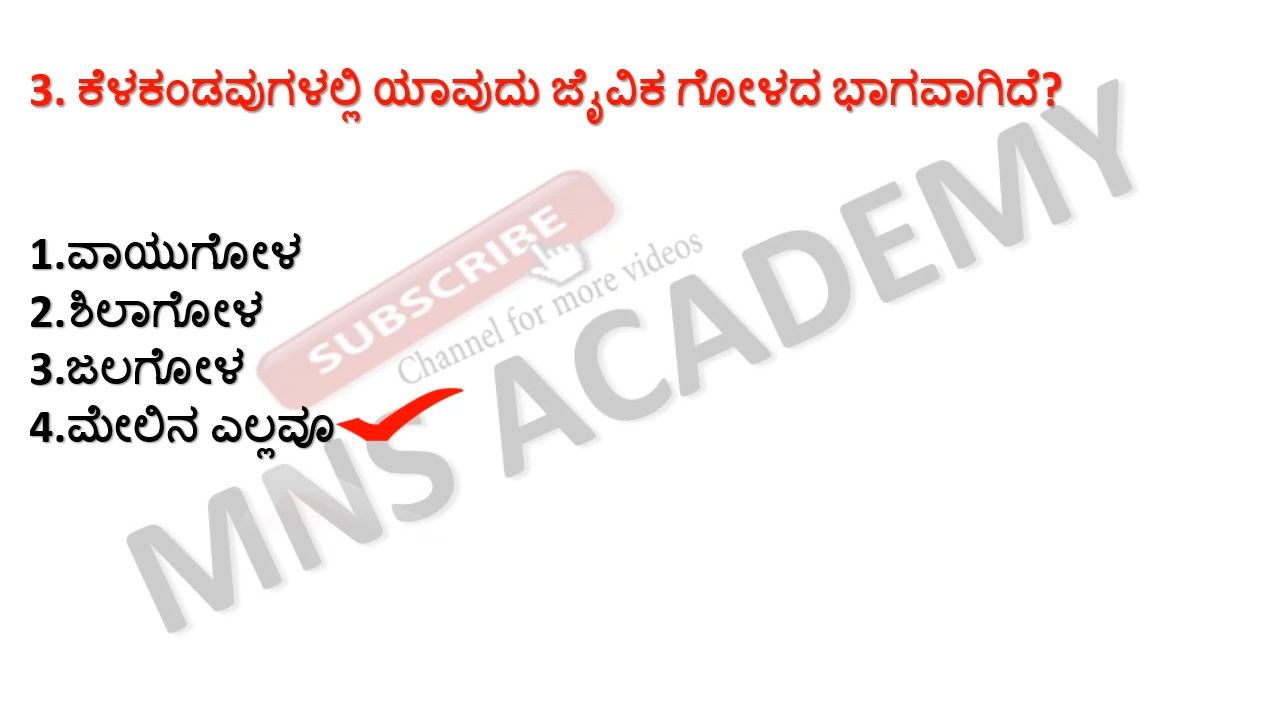 3. ಕೆಳಕಂಡವುಗಳಲ್ಲಿ ಯಾವುದು ಜೈವಿಕ ಗೋಳದ ಭಾಗವಾಗಿದೆ?
1.ವಾಯುಗೋಳ
2.ಶಿಲಾಗೋಳ
3.ಜಲಗೋಳ
4.ಮೇಲಿನ ಎಲ್ಲವೂ
SUBSCRIBE
Channel for more videos
MNS ACADEMY